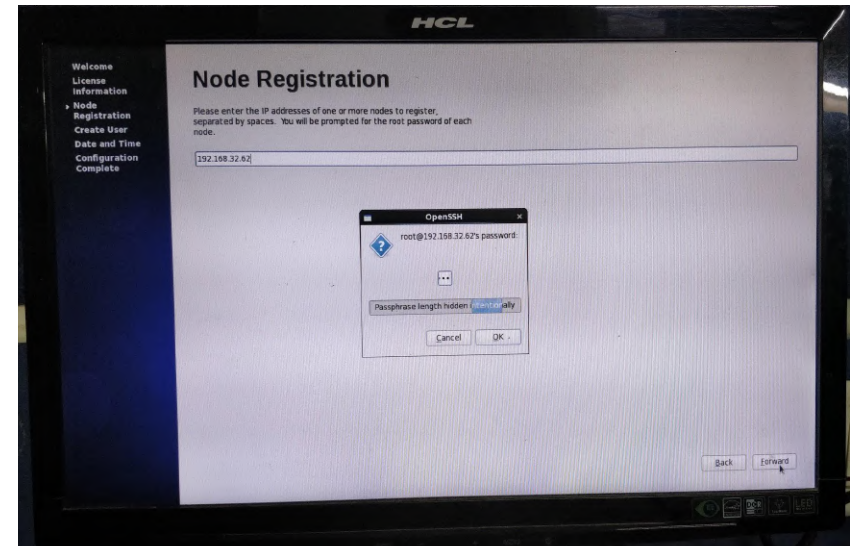 HCL
Welcome
License
Information
Node
Registration
Create User
Date and Time
Configuration
Complete
Node Registration
Please enter the IP addresses of one or more nodes to register,
separated by spaces. You will be prompted for the root password of each
node.
192.168.32.62
OpenSSH
root@192.168.32.62's password:
Passphrase length hidden intentionally
Cancel
OK
Back
Forward
DCR
LED